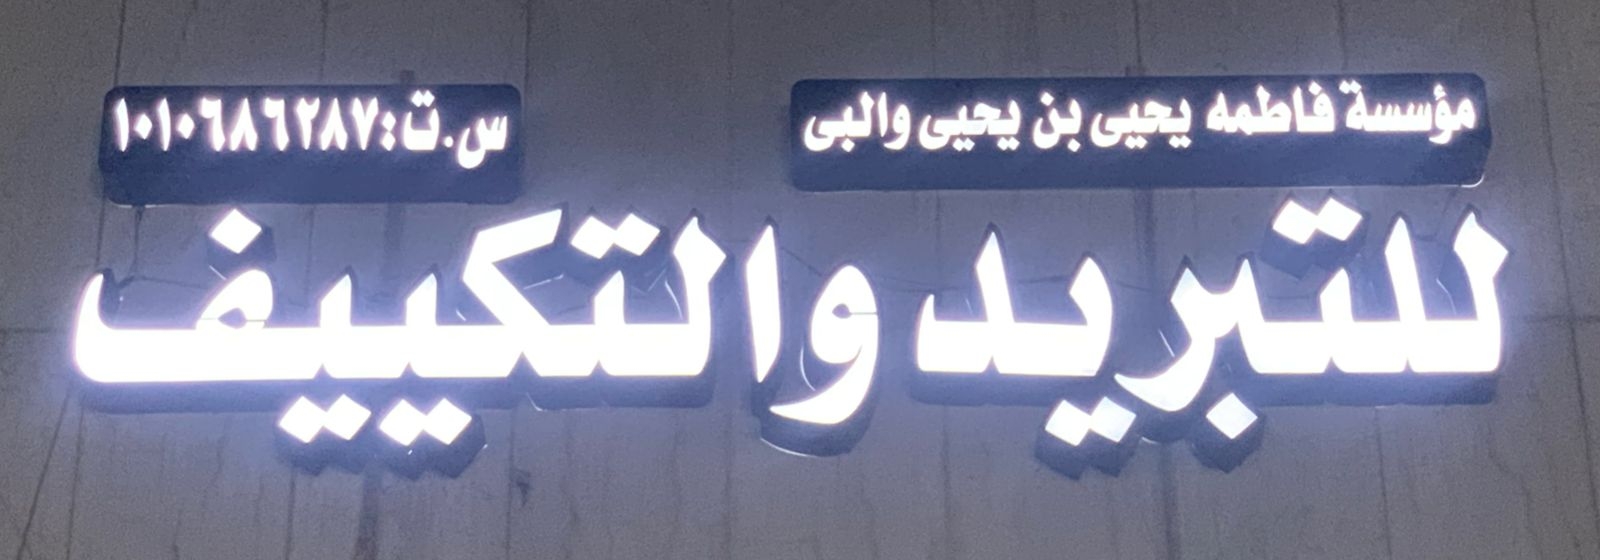 مؤسسة فاطمه يحيى بن يحيى والبى
س.ت:١٠١٠٦٨٦٢٨٧
للتبريد والتكييف